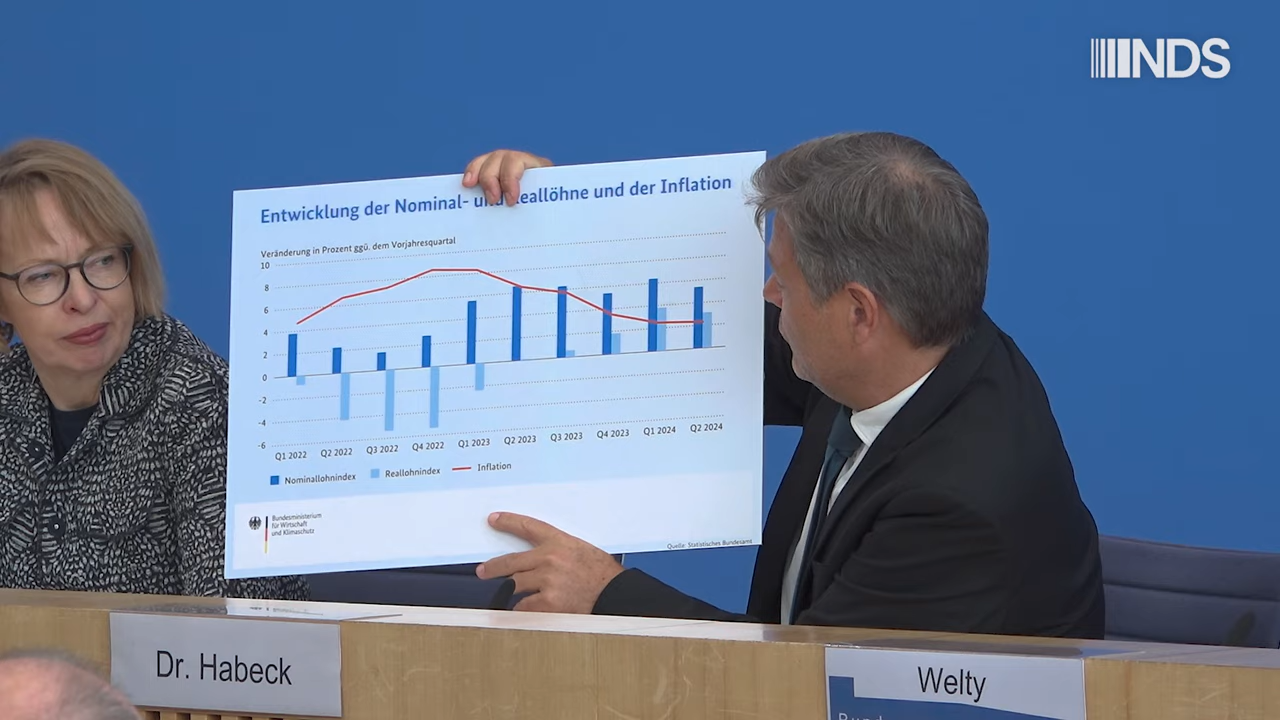 NDS
Entwicklung der Nominal- und Reallöhne und der Inflation
Veränderung in Prozent ggü. dem Vorjahresquartal
10
8
6
4
2
0
-2
-4
-6
Q1 2022 Q2 2022 Q3 2022 Q4 2022 Q1 2023 Q2 2023 Q3 2023 Q4 2023 Q1 2024 Q2 2024
Nominallohnindex Reallohnindex Inflation
Bundesministerium
für Wirtschaft
und Klimaschutz
Quelle: Statistisches Bundesamt
Dr. Habeck
Welty